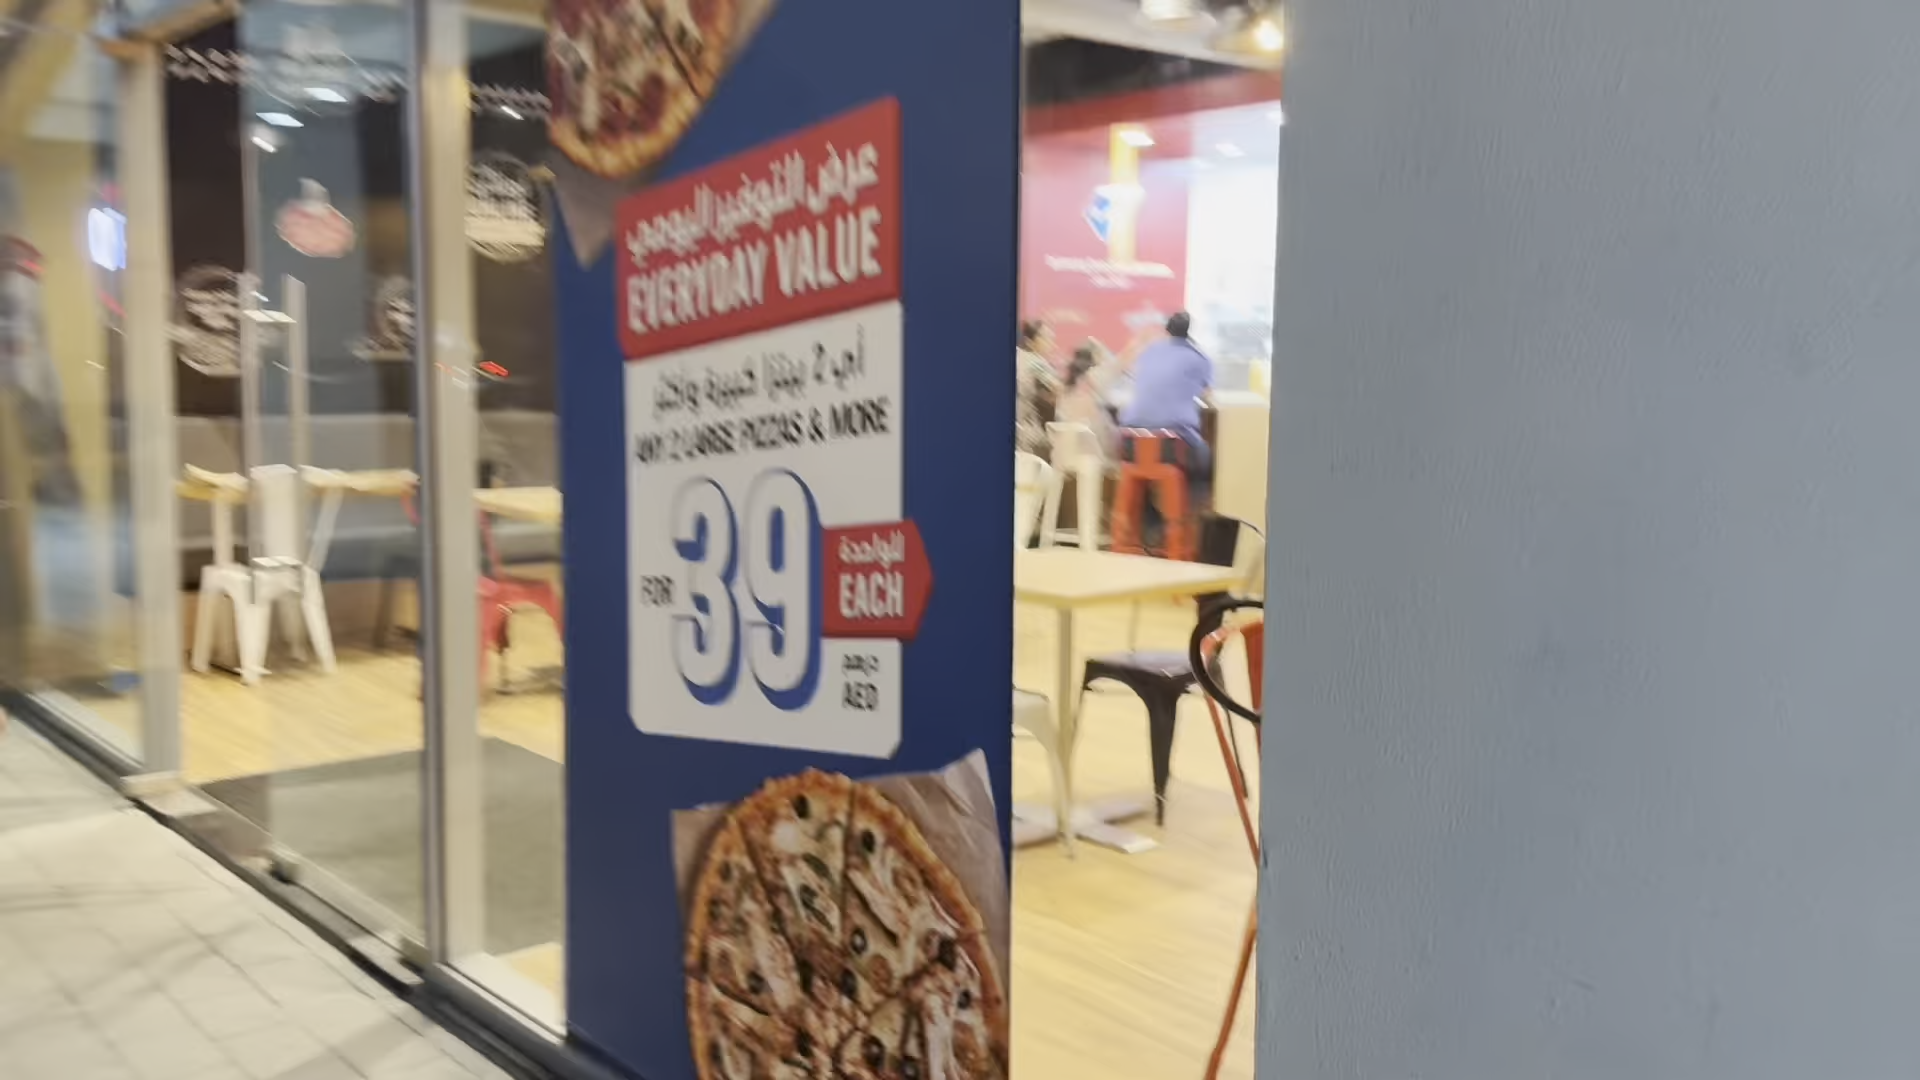 عرض التوفير اليومي
EVERYDAY VALUE
أي 2 بيتزا كبيرة وأكثر
ANY 2 LARGE PIZZAS & MORE
FOR 39
للواحدة
EACH
درهم
AED